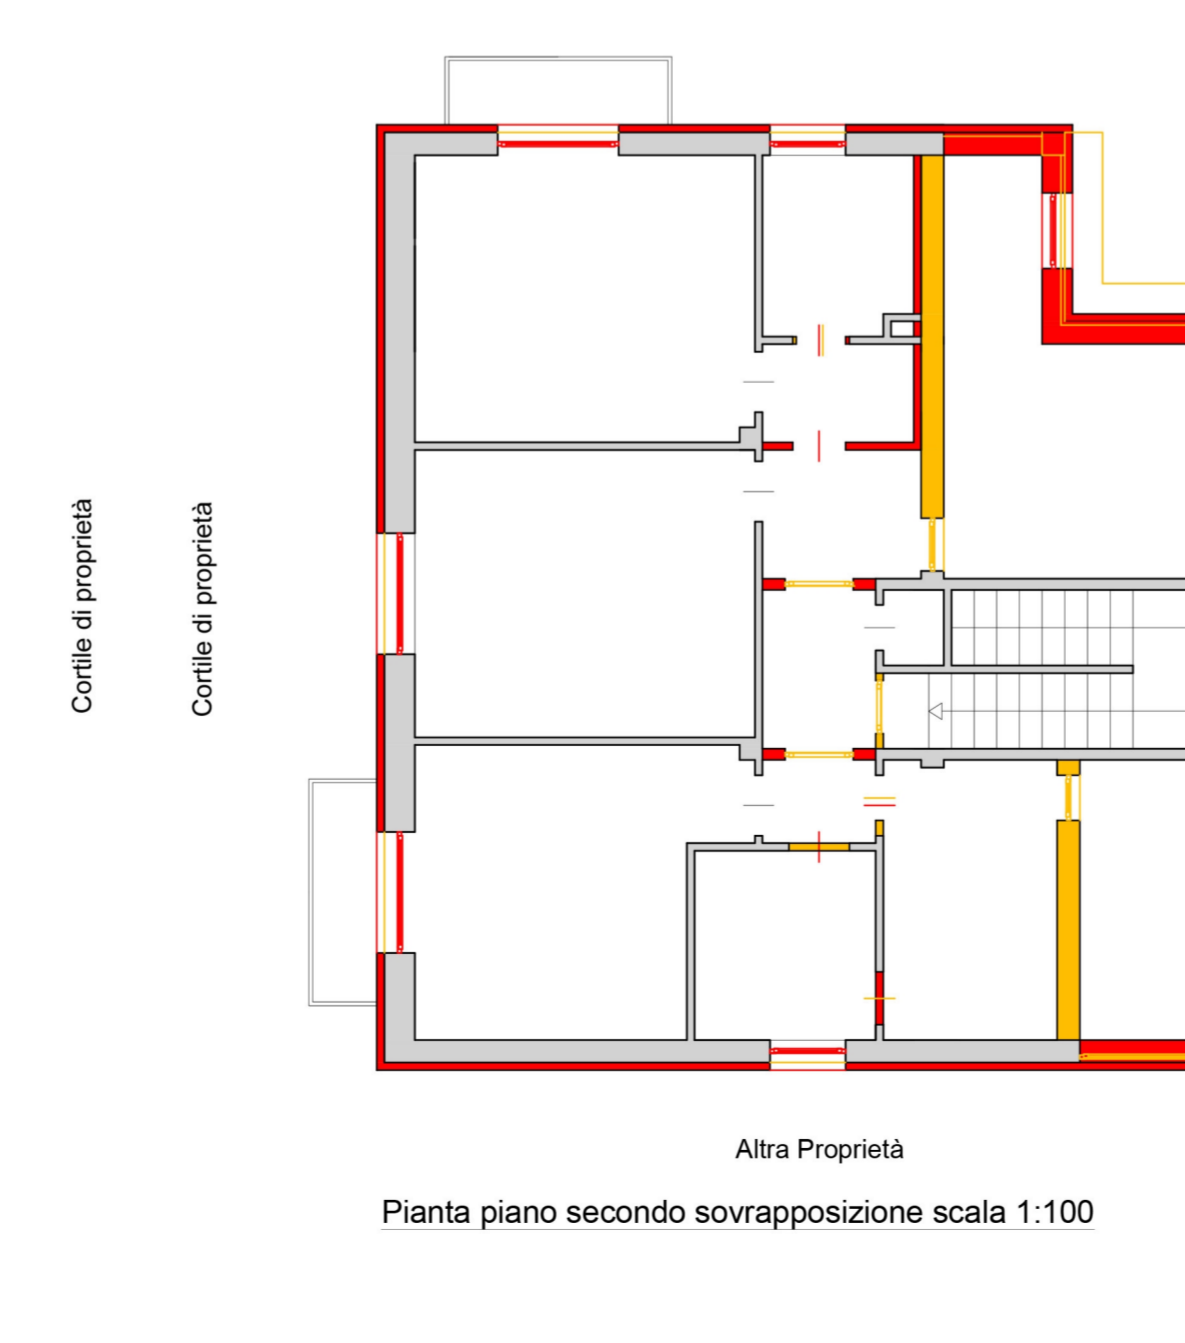 Cortile di proprietà
Cortile di proprietà
Altra Proprietà
Pianta piano secondo sovrapposizione scala 1:100